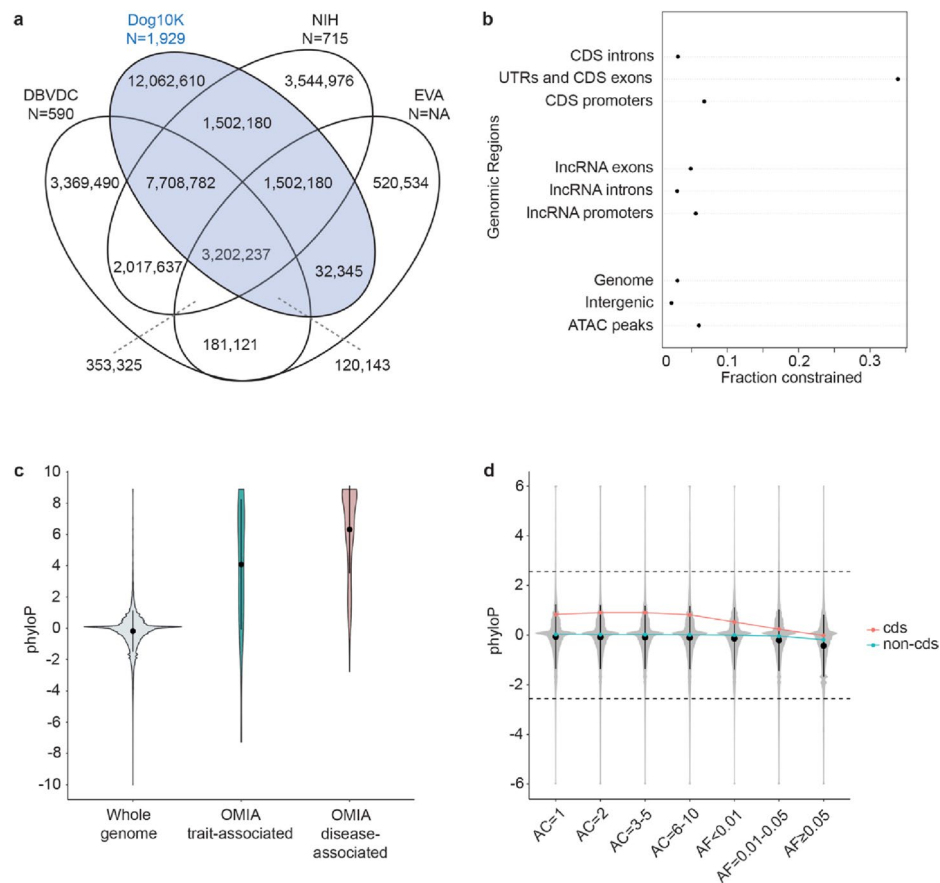 a
Dog10K
N=1,929
NIH
N=715
DBVDC
N=590
EVA
N=NA
12,062,610
3,544,976
1,502,180
3,369,490
7,708,782
1,502,180
520,534
2,017,637
3,202,237
32,345
353,325
181,121
120,143
b
Genomic Regions
CDS introns
UTRs and CDS exons
CDS promoters
lncRNA exons
lncRNA introns
lncRNA promoters
Genome
Intergenic
ATAC peaks
0 0.1 0.2 0.3
Fraction constrained
c
phyloP
10
8
6
4
2
0
-2
-4
-6
-8
-10
Whole
genome
OMIA
trait-associated
OMIA
disease-
associated
d
phyloP
6
4
2
0
-2
-4
-6
AC=1
AC=2
AC=3-5
AC=6-10
AF<0.01
AF=0.01-0.05
AF≥0.05
cds
non-cds